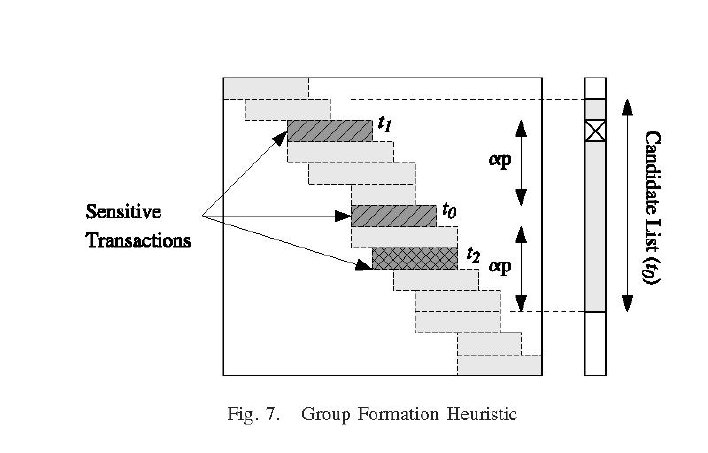 t1
αp
t0
Sensitive
Transactions
t2
αp
Candidate List (t0)
Fig. 7. Group Formation Heuristic